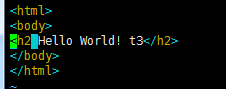 <html>
<body>
<h2>Hello World! t3</h2>
</body>
</html>
~